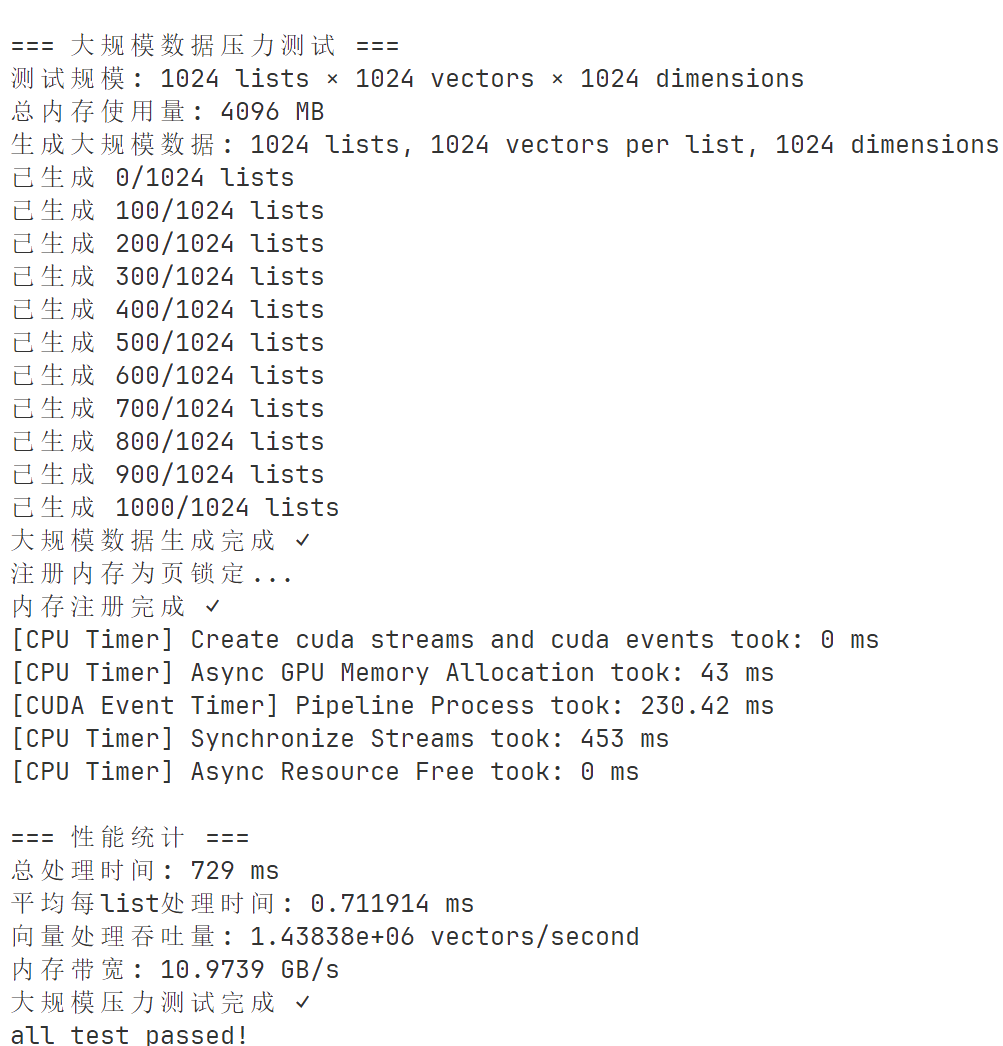 === 大规模数据压力测试 ===
测试规模: 1024 lists × 1024 vectors × 1024 dimensions
总内存使用量: 4096 MB
生成大规模数据: 1024 lists, 1024 vectors per list, 1024 dimensions
已生成 0/1024 lists
已生成 100/1024 lists
已生成 200/1024 lists
已生成 300/1024 lists
已生成 400/1024 lists
已生成 500/1024 lists
已生成 600/1024 lists
已生成 700/1024 lists
已生成 800/1024 lists
已生成 900/1024 lists
已生成 1000/1024 lists
大规模数据生成完成 ✓
注册内存为页锁定...
内存注册完成 ✓
[CPU Timer] Create cuda streams and cuda events took: 0 ms
[CPU Timer] Async GPU Memory Allocation took: 43 ms
[CUDA Event Timer] Pipeline Process took: 230.42 ms
[CPU Timer] Synchronize Streams took: 453 ms
[CPU Timer] Async Resource Free took: 0 ms
=== 性能统计 ===
总处理时间: 729 ms
平均每list处理时间: 0.711914 ms
向量处理吞吐量: 1.43838e+06 vectors/second
内存带宽: 10.9739 GB/s
大规模压力测试完成 ✓
all test passed!